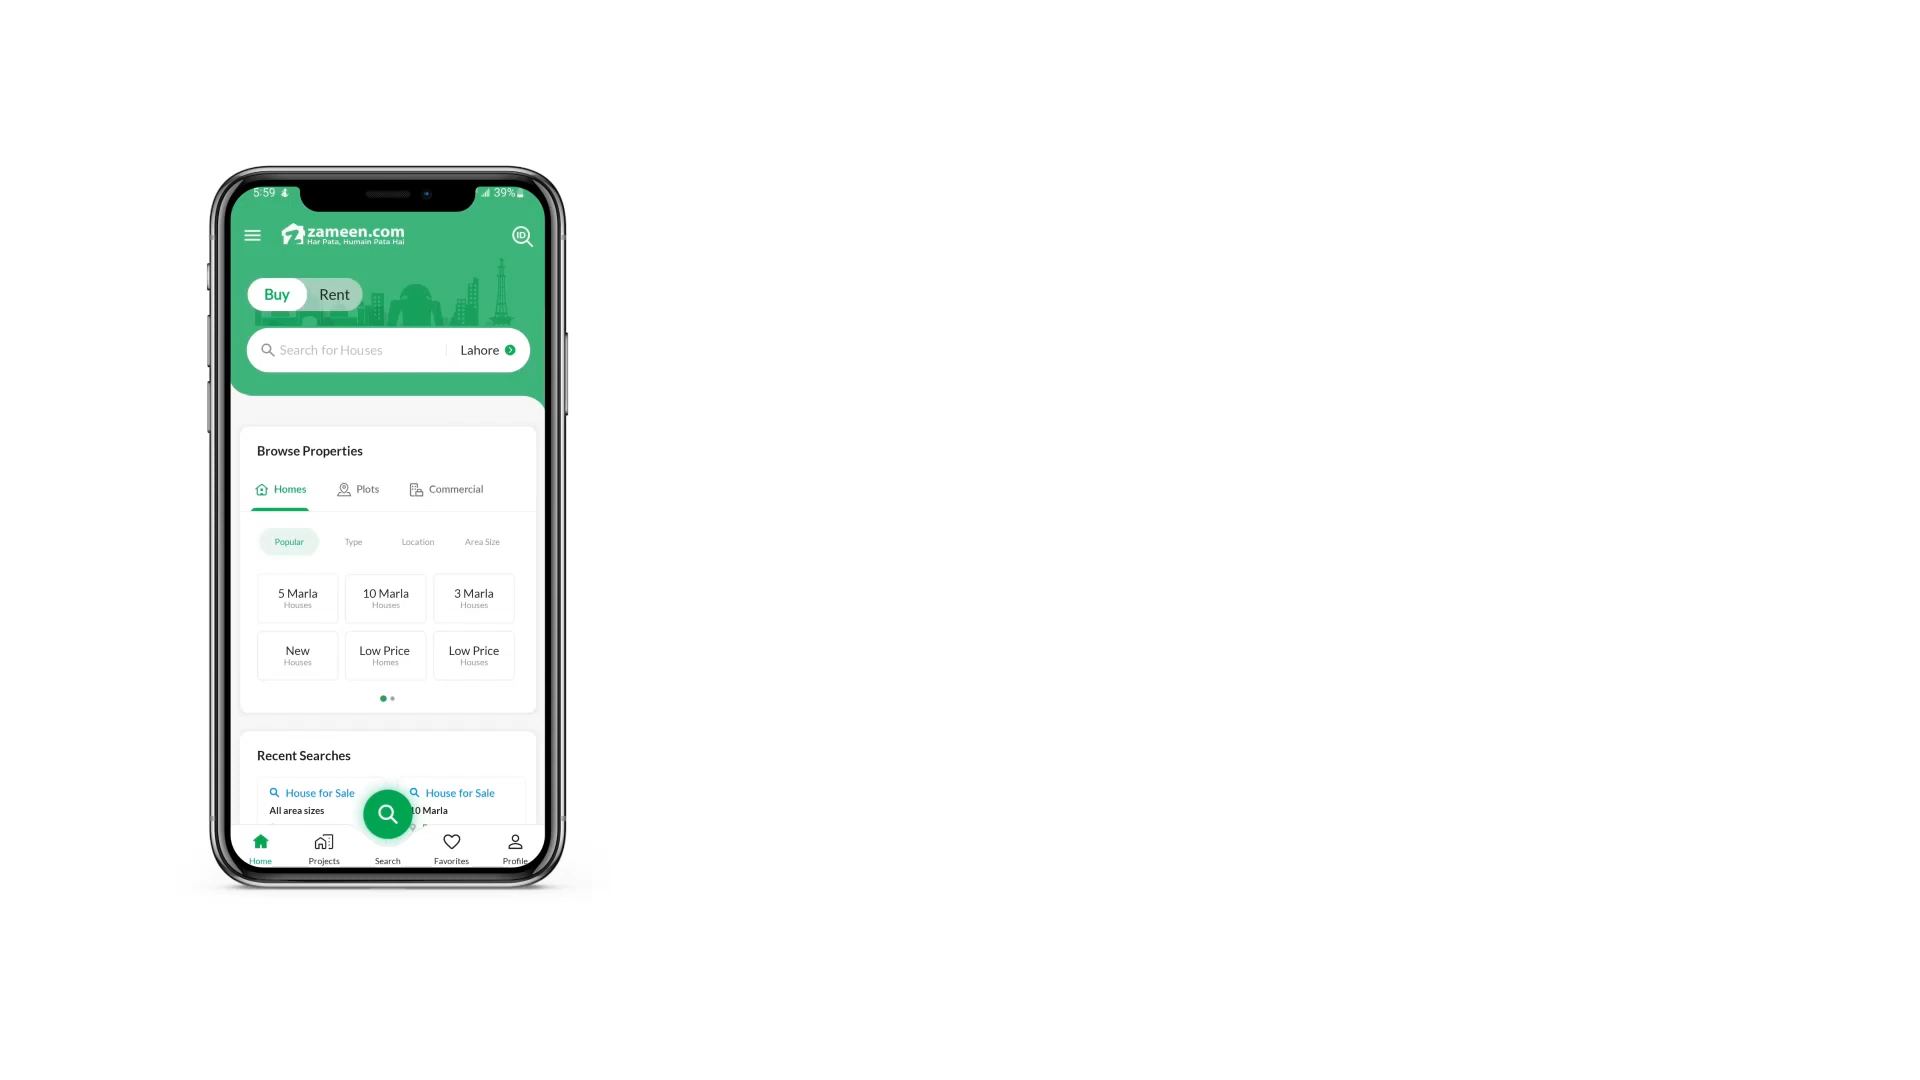 5:59
39%
zameen.com
Har Pata, Humain Pata Hai
ID
Buy Rent
Search for Houses Lahore
Browse Properties
Homes Plots Commercial
Popular Type Location Area Size
5 Marla 10 Marla 3 Marla
Houses Houses Houses
New Low Price Low Price
Houses Homes Houses
Recent Searches
House for Sale House for Sale
All area sizes 10 Marla
Home Projects Search Favorites Profile